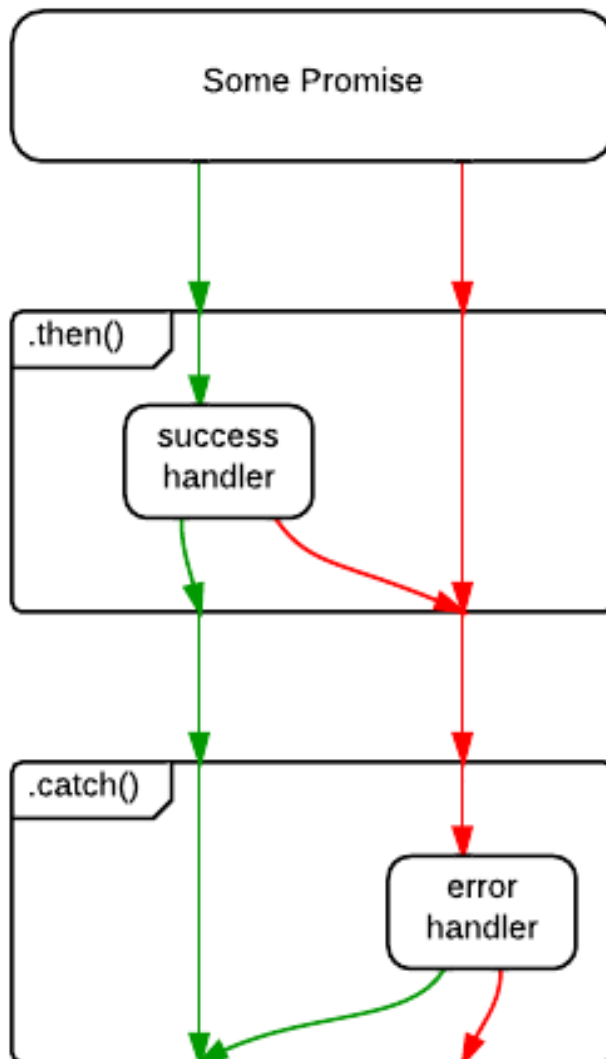 Some Promise
.then()
success
handler
.catch()
error
handler